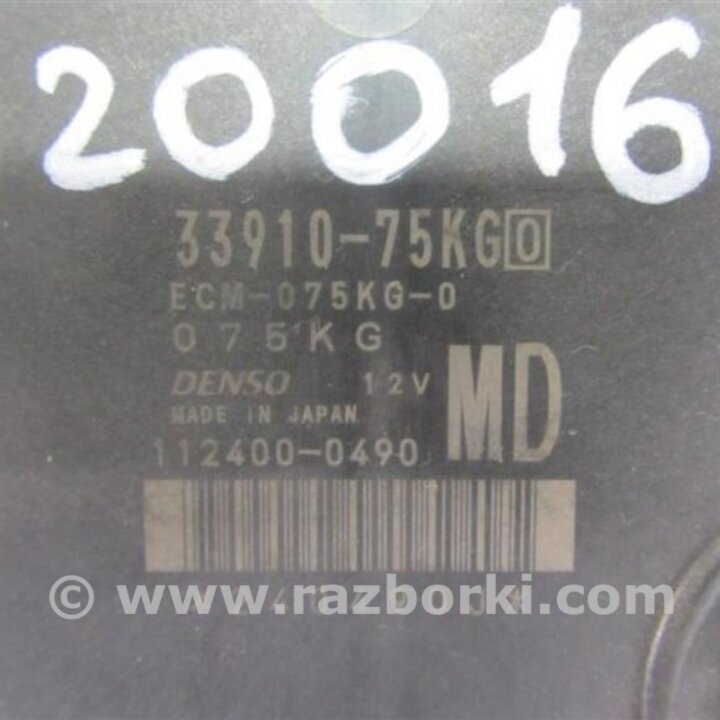 20016
33910-75KG0
ECM-075KG-0
075KG
DENSO 12V MD
MADE IN JAPAN
112400-0490
© www.razborki.com